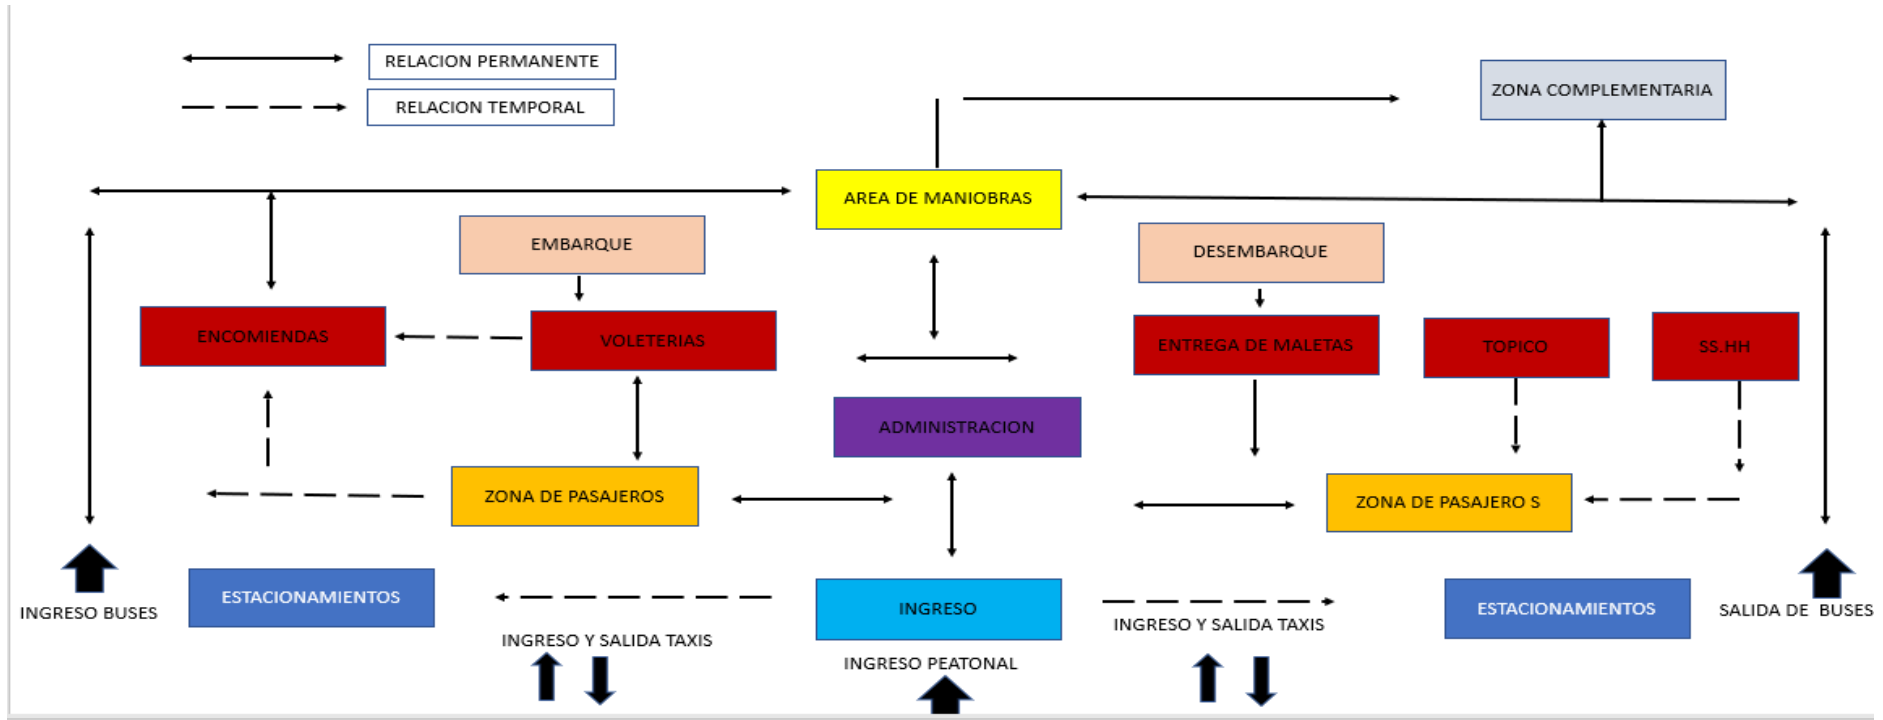 RELACION PERMANENTE
RELACION TEMPORAL
ZONA COMPLEMENTARIA
AREA DE MANIOBRAS
EMBARQUE
DESEMBARQUE
ENCOMIENDAS
VOLETERIAS
ENTREGA DE MALETAS
TOPICO
SS.HH
ADMINISTRACION
ZONA DE PASAJEROS
ZONA DE PASAJERO S
ESTACIONAMIENTOS
INGRESO
ESTACIONAMIENTOS
INGRESO BUSES
SALIDA DE BUSES
INGRESO Y SALIDA TAXIS
INGRESO Y SALIDA TAXIS
INGRESO PEATONAL